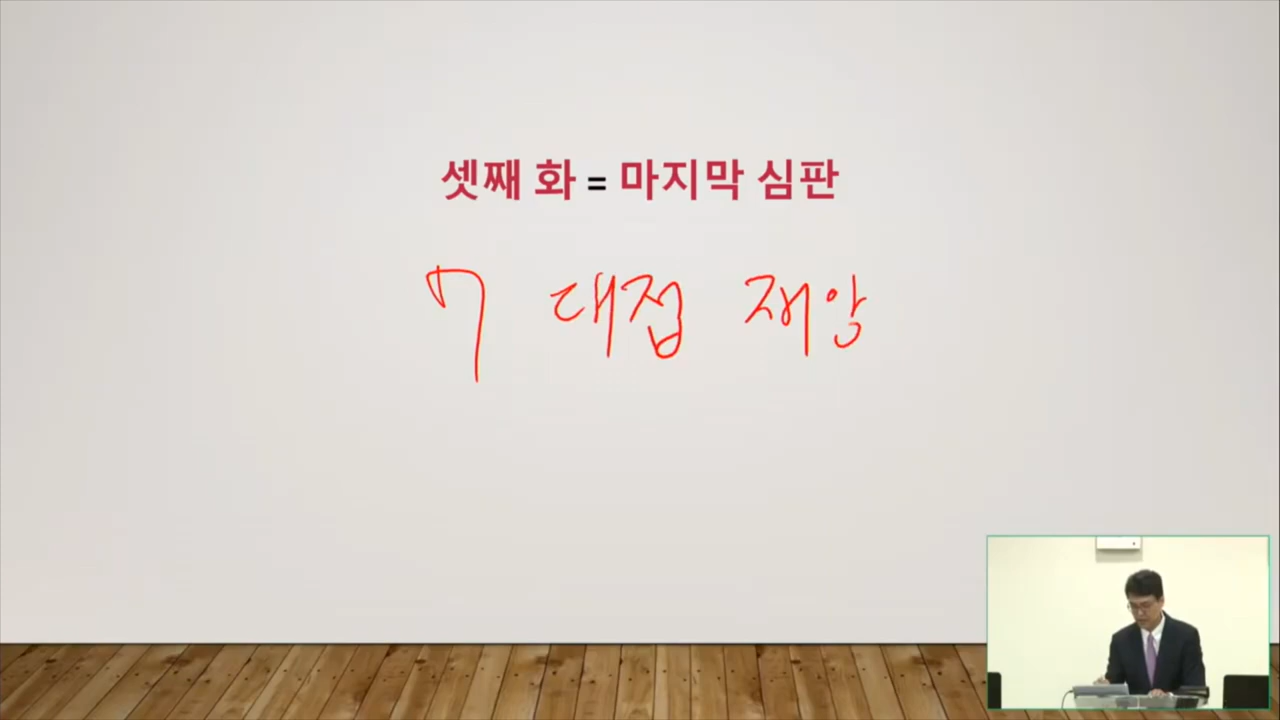 셋째 화 = 마지막 심판
7 대접 재앙